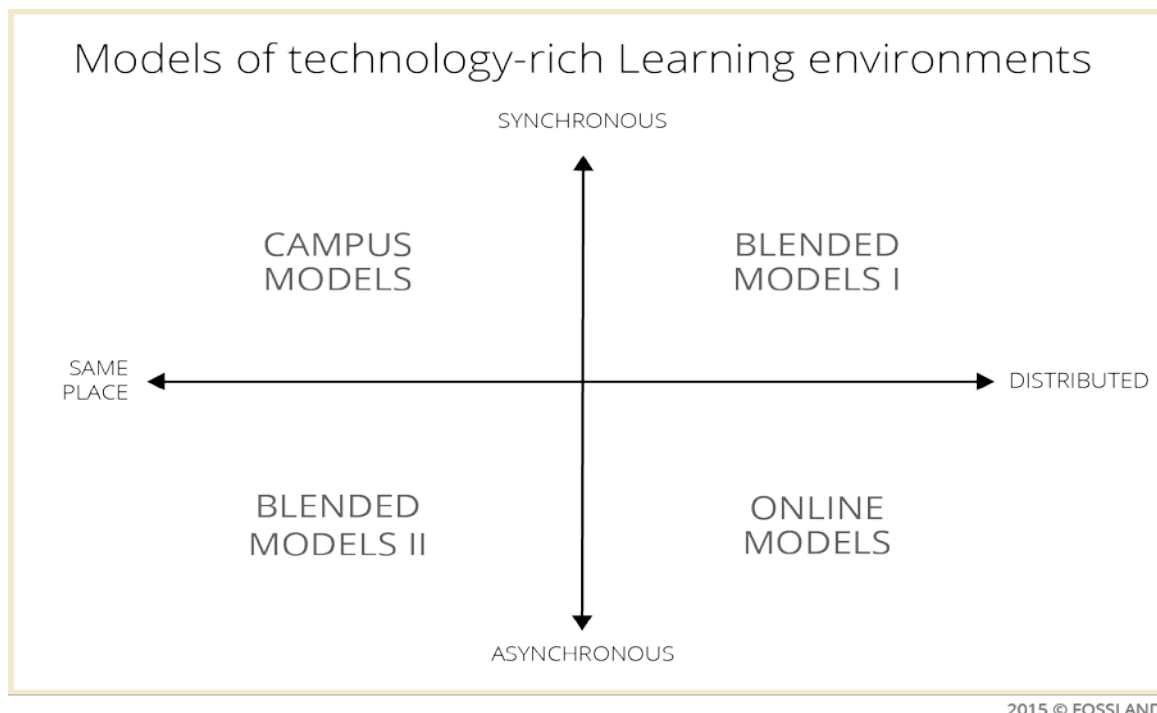 Models of technology-rich Learning environments
SYNCHRONOUS
CAMPUS
MODELS
BLENDED
MODELS I
SAME
PLACE
DISTRIBUTED
BLENDED
MODELS II
ONLINE
MODELS
ASYNCHRONOUS
2015 © FOSSLAND